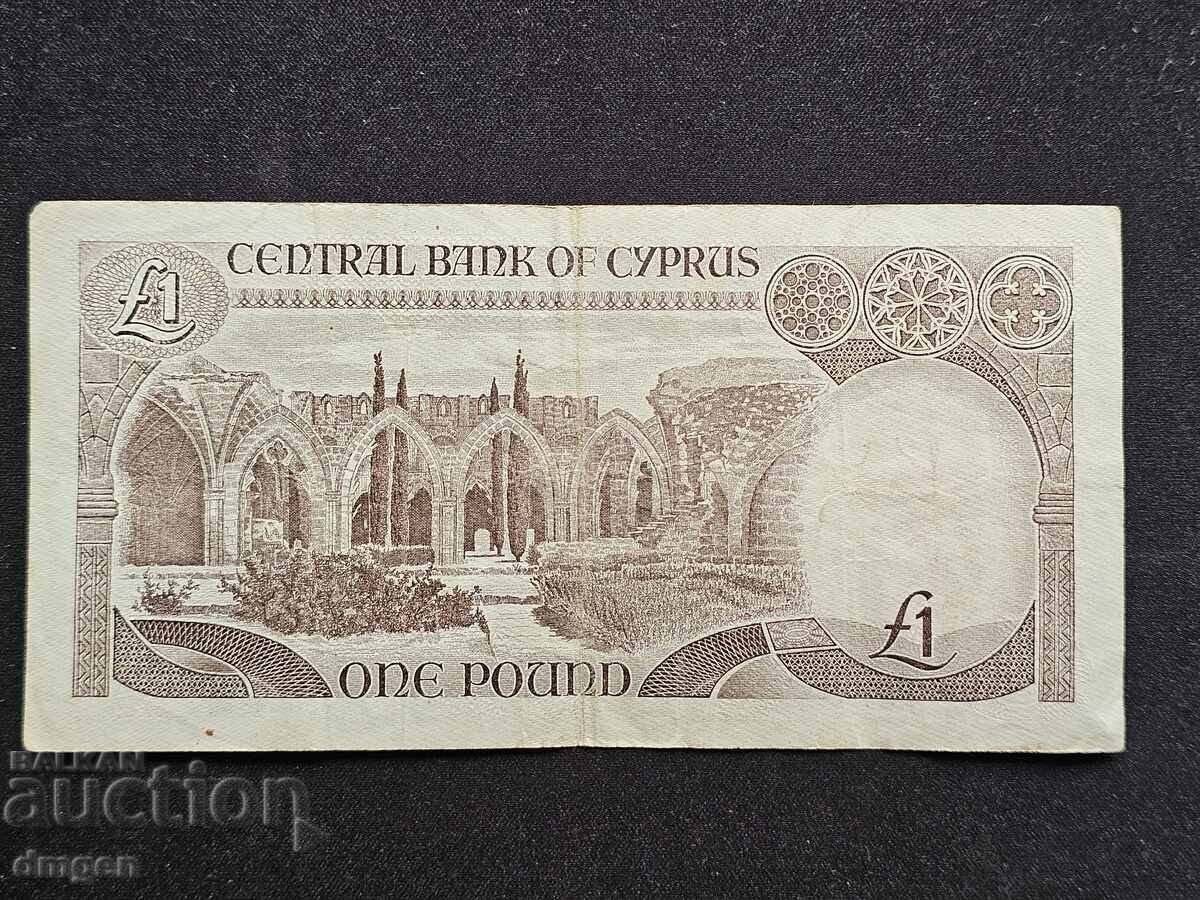 CENTRAL BANK OF CYPRUS
£1
£1
ONE POUND
BALKAN
auction
dmgen